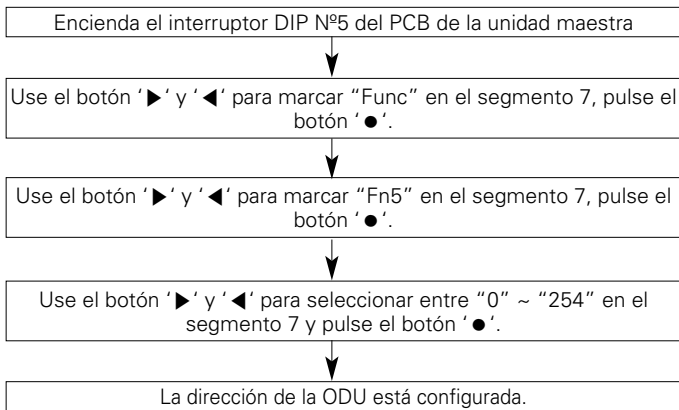 Encienda el interruptor DIP Nº5 del PCB de la unidad maestra
Use el botón ‘▶‘ y ‘◀‘ para marcar “Func” en el segmento 7, pulse el
botón ‘●‘.
Use el botón ‘▶‘ y ‘◀‘ para marcar “Fn5” en el segmento 7, pulse el
botón ‘●‘.
Use el botón ‘▶‘ y ‘◀‘ para seleccionar entre “0” ~ “254” en el
segmento 7 y pulse el botón ‘●‘.
La dirección de la ODU está configurada.